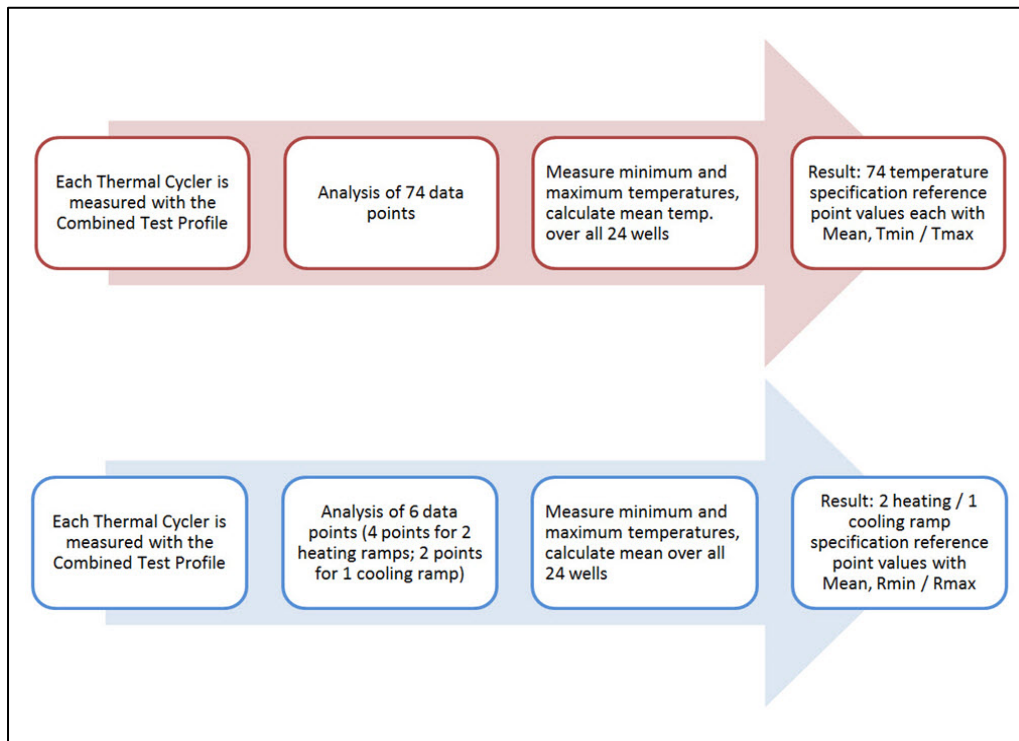 Each Thermal Cycler is
measured with the
Combined Test Profile
Analysis of 74 data
points
Measure minimum and
maximum temperatures,
calculate mean temp.
over all 24 wells
Result: 74 temperature
specification reference
point values each with
Mean, Tmin / Tmax
Each Thermal Cycler is
measured with the
Combined Test Profile
Analysis of 6 data
points (4 points for 2
heating ramps; 2 points
for 1 cooling ramp)
Measure minimum and
maximum temperatures,
calculate mean over all
24 wells
Result: 2 heating / 1
cooling ramp
specification reference
point values with
Mean, Rmin / Rmax